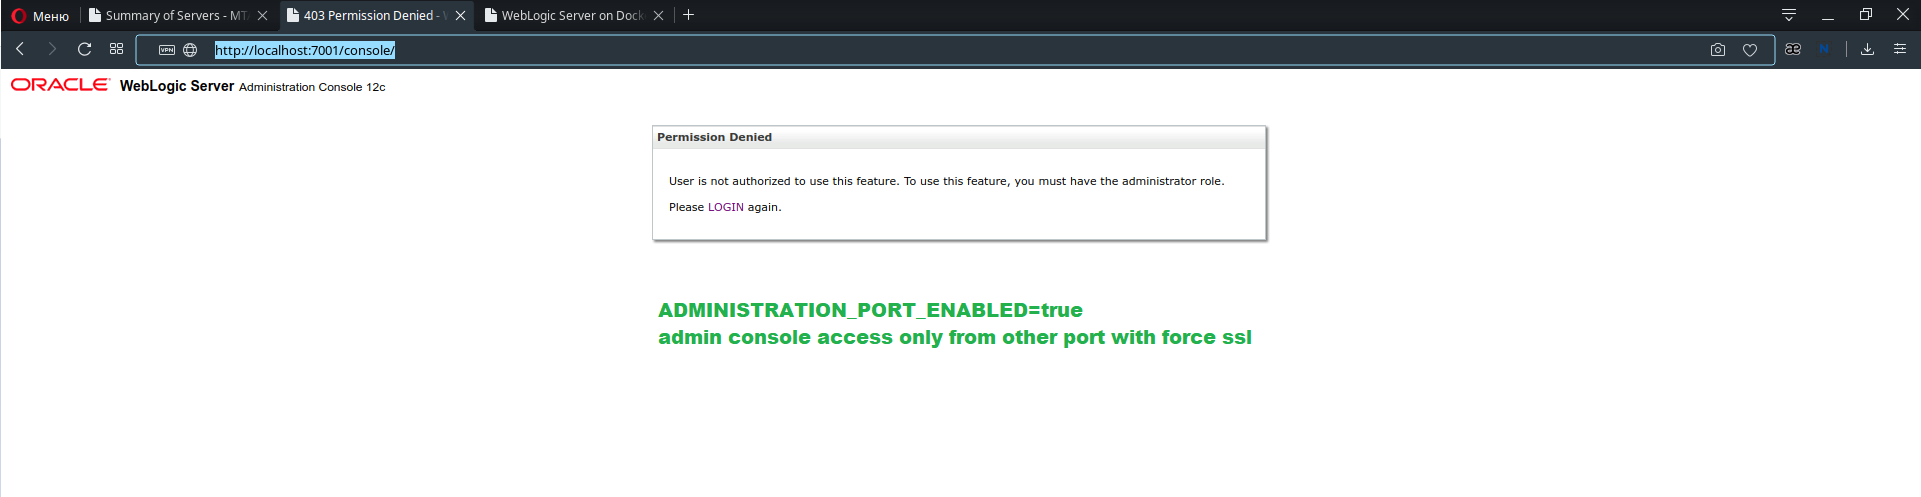 Меню
Summary of Servers - MT
403 Permission Denied -
WebLogic Server on Dock
VPN
http://localhost:7001/console/
æ
N
ORACLE WebLogic Server Administration Console 12c
Permission Denied
User is not authorized to use this feature. To use this feature, you must have the administrator role.
Please LOGIN again.
ADMINISTRATION_PORT_ENABLED=true
admin console access only from other port with force ssl